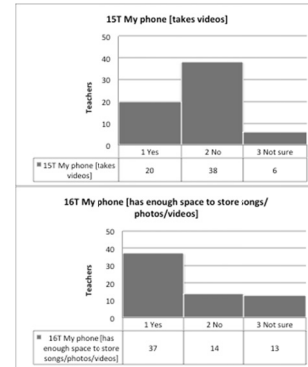 15T My phone [takes videos]
50
40
30
20
10
0
Teachers
1 Yes 2 No 3 Not sure
15T My phone [takes
videos] 20 38 6
16T My phone [has enough space to store songs/
photos/videos]
50
40
30
20
10
0
Teachers
1 Yes 2 No 3 Not sure
16T My phone [has
enough space to store
songs/photos/videos] 37 14 13